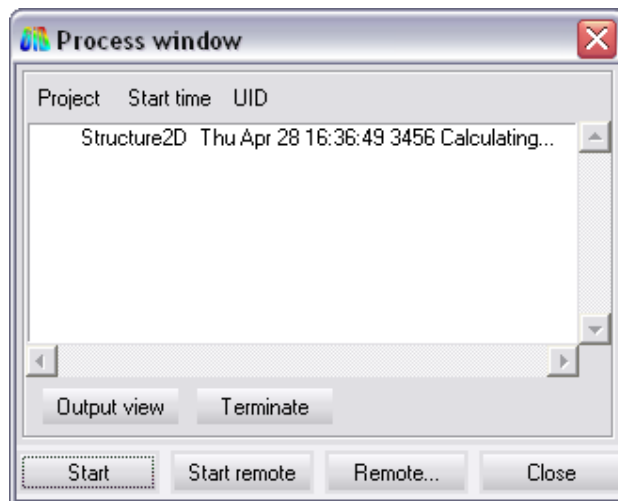 Process window
Project Start time UID
Structure2D Thu Apr 28 16:36:49 3456 Calculating...
Output view Terminate
Start Start remote Remote... Close